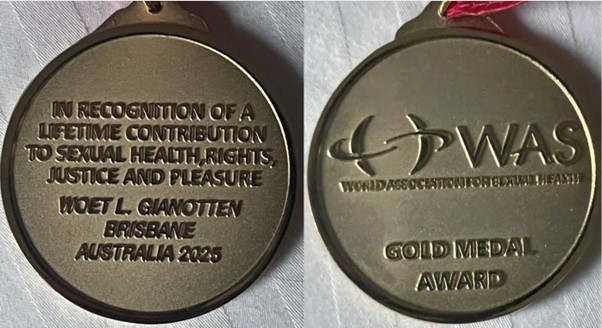 IN RECOGNITION OF A
LIFETIME CONTRIBUTION
TO SEXUAL HEALTH,RIGHTS,
JUSTICE AND PLEASURE
WOET L. GIANOTTEN
BRISBANE
AUSTRALIA 2025
WAS
WORLD ASSOCIATION FOR SEXUAL HEALTH
GOLD MEDAL
AWARD